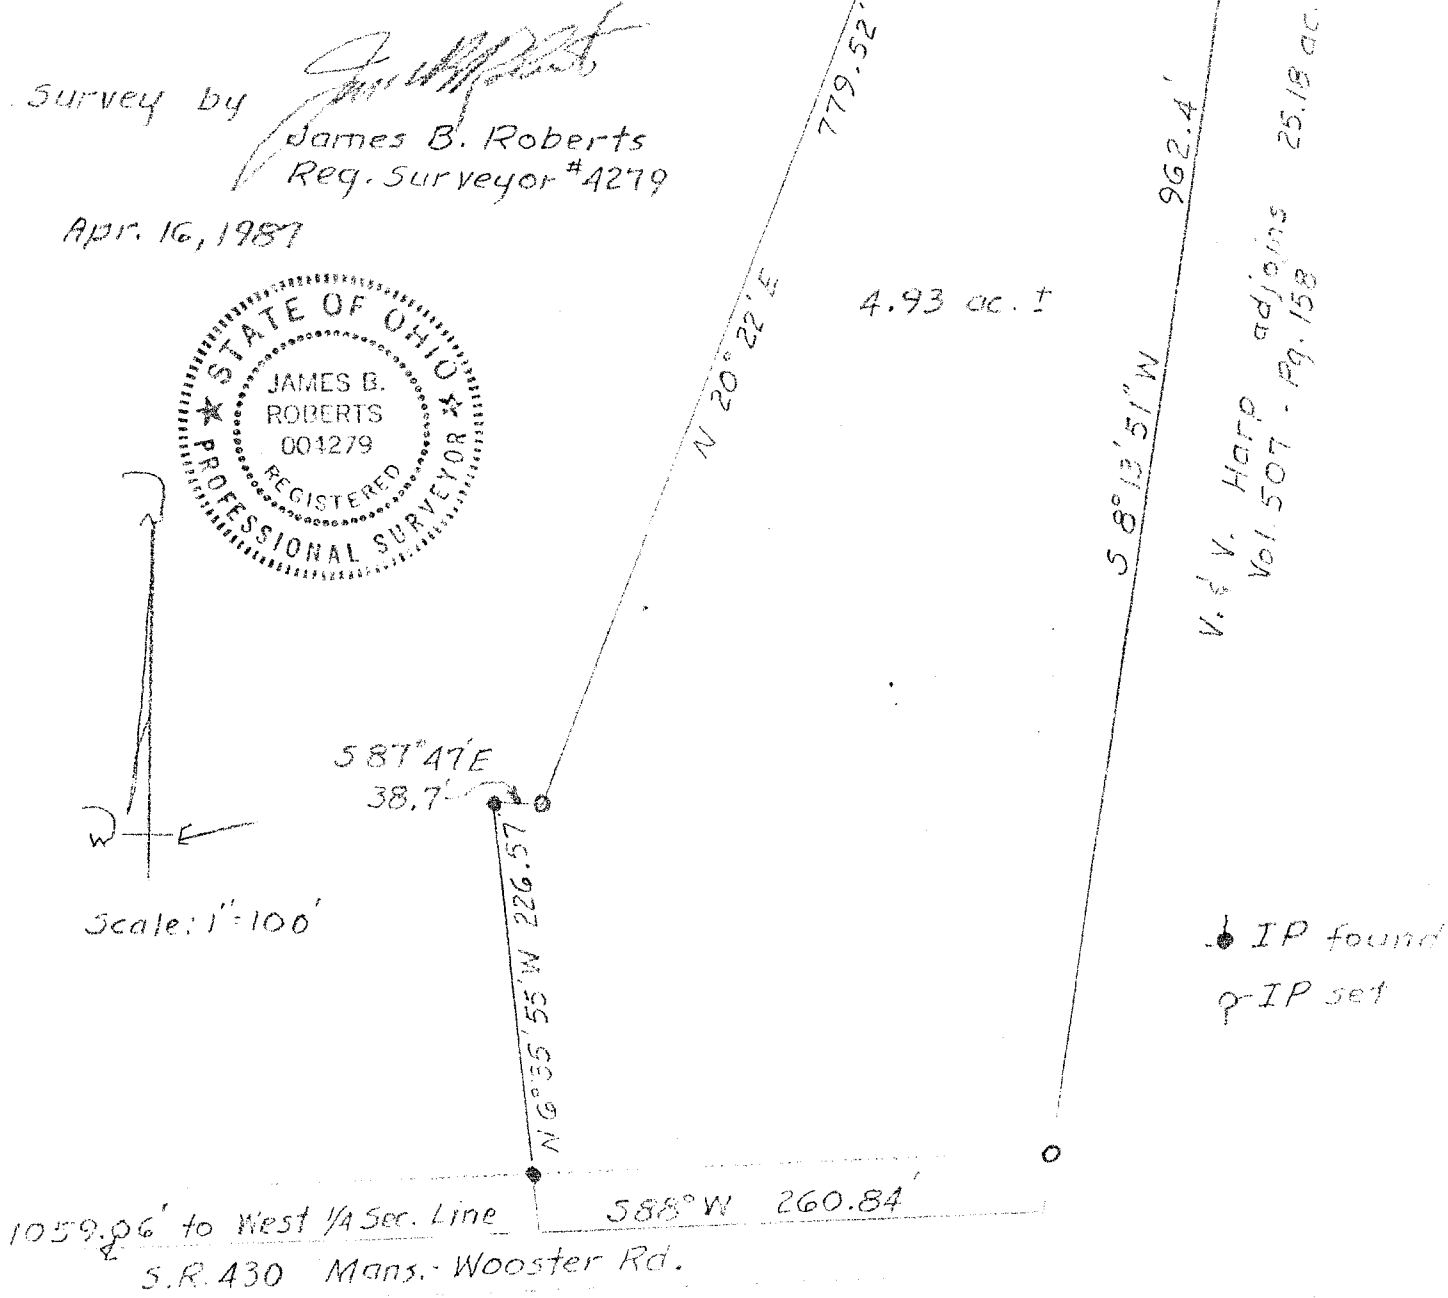 Survey by
James B. Roberts
Reg. Surveyor #4279
Apr. 16, 1987
STATE OF OHIO
JAMES B.
ROBERTS
004279
REGISTERED
PROFESSIONAL SURVEYOR
779.52'
N 20° 22' E
4.93 ac. ±
962.4'
S 8° 13' 51" W
V. & V. Harp adjoins 25.18 ac.
Vol. 507 - Pg. 158
S 87° 47' E
38.7'
N 6° 35' 55" W 226.57
Scale: 1" = 100'
IP found
IP set
1059.06' to West 1/4 Sec. Line
S 88° W 260.84'
S.R. 430 Mans. - Wooster Rd.